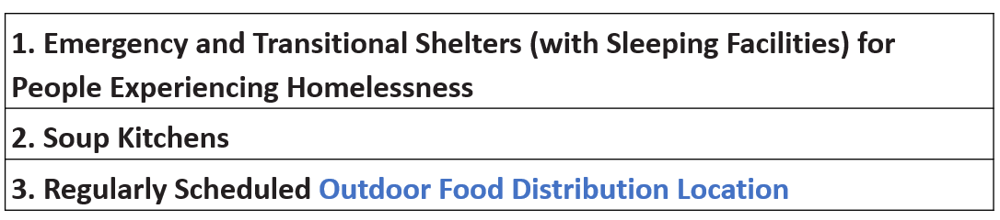 1. Emergency and Transitional Shelters (with Sleeping Facilities) for
People Experiencing Homelessness
2. Soup Kitchens
3. Regularly Scheduled Outdoor Food Distribution Location